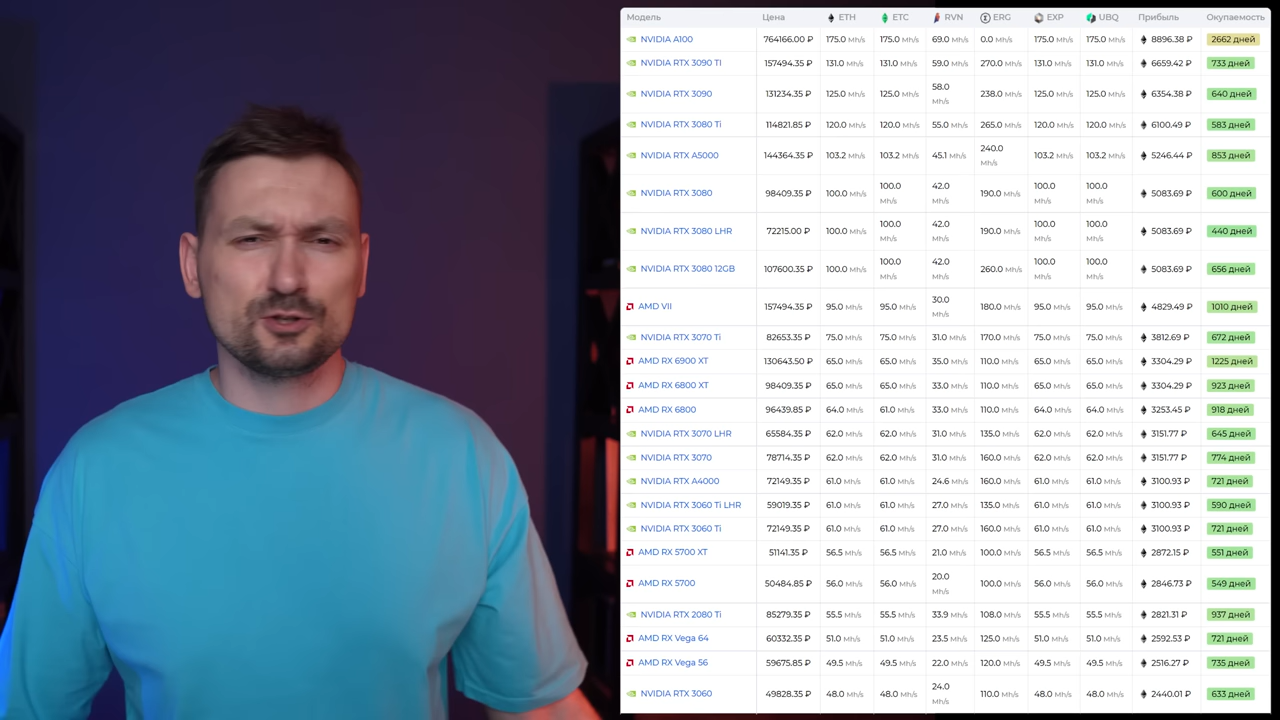 Модель Цена ETH ETC RVN ERG EXP UBQ Прибыль Окупаемость
NVIDIA A100 764166.00 ₽ 175.0 Mh/s 175.0 Mh/s 69.0 Mh/s 0.0 Mh/s 175.0 Mh/s 175.0 Mh/s 8896.38 ₽ 2662 дней
NVIDIA RTX 3090 TI 157494.35 ₽ 131.0 Mh/s 131.0 Mh/s 59.0 Mh/s 270.0 Mh/s 131.0 Mh/s 131.0 Mh/s 6659.42 ₽ 733 дней
NVIDIA RTX 3090 131234.35 ₽ 125.0 Mh/s 125.0 Mh/s 58.0 Mh/s 238.0 Mh/s 125.0 Mh/s 125.0 Mh/s 6354.38 ₽ 640 дней
NVIDIA RTX 3080 Ti 114821.85 ₽ 120.0 Mh/s 120.0 Mh/s 55.0 Mh/s 265.0 Mh/s 120.0 Mh/s 120.0 Mh/s 6100.49 ₽ 583 дней
NVIDIA RTX A5000 144364.35 ₽ 103.2 Mh/s 103.2 Mh/s 45.1 Mh/s 240.0 Mh/s 103.2 Mh/s 103.2 Mh/s 5246.44 ₽ 853 дней
NVIDIA RTX 3080 98409.35 ₽ 100.0 Mh/s 100.0 Mh/s 42.0 Mh/s 190.0 Mh/s 100.0 Mh/s 100.0 Mh/s 5083.69 ₽ 600 дней
NVIDIA RTX 3080 LHR 72215.00 ₽ 100.0 Mh/s 100.0 Mh/s 42.0 Mh/s 190.0 Mh/s 100.0 Mh/s 100.0 Mh/s 5083.69 ₽ 440 дней
NVIDIA RTX 3080 12GB 107600.35 ₽ 100.0 Mh/s 100.0 Mh/s 42.0 Mh/s 260.0 Mh/s 100.0 Mh/s 100.0 Mh/s 5083.69 ₽ 656 дней
AMD VII 157494.35 ₽ 95.0 Mh/s 95.0 Mh/s 30.0 Mh/s 180.0 Mh/s 95.0 Mh/s 95.0 Mh/s 4829.49 ₽ 1010 дней
NVIDIA RTX 3070 Ti 82653.35 ₽ 75.0 Mh/s 75.0 Mh/s 31.0 Mh/s 170.0 Mh/s 75.0 Mh/s 75.0 Mh/s 3812.69 ₽ 672 дней
AMD RX 6900 XT 130643.50 ₽ 65.0 Mh/s 65.0 Mh/s 35.0 Mh/s 110.0 Mh/s 65.0 Mh/s 65.0 Mh/s 3304.29 ₽ 1225 дней
AMD RX 6800 XT 98409.35 ₽ 65.0 Mh/s 65.0 Mh/s 33.0 Mh/s 110.0 Mh/s 65.0 Mh/s 65.0 Mh/s 3304.29 ₽ 923 дней
AMD RX 6800 96439.85 ₽ 64.0 Mh/s 61.0 Mh/s 33.0 Mh/s 110.0 Mh/s 64.0 Mh/s 64.0 Mh/s 3253.45 ₽ 918 дней
NVIDIA RTX 3070 LHR 65584.35 ₽ 62.0 Mh/s 62.0 Mh/s 31.0 Mh/s 135.0 Mh/s 62.0 Mh/s 62.0 Mh/s 3151.77 ₽ 645 дней
NVIDIA RTX 3070 78714.35 ₽ 62.0 Mh/s 62.0 Mh/s 31.0 Mh/s 160.0 Mh/s 62.0 Mh/s 62.0 Mh/s 3151.77 ₽ 774 дней
NVIDIA RTX A4000 72149.35 ₽ 61.0 Mh/s 61.0 Mh/s 24.6 Mh/s 160.0 Mh/s 61.0 Mh/s 61.0 Mh/s 3100.93 ₽ 721 дней
NVIDIA RTX 3060 Ti LHR 59019.35 ₽ 61.0 Mh/s 61.0 Mh/s 27.0 Mh/s 135.0 Mh/s 61.0 Mh/s 61.0 Mh/s 3100.93 ₽ 590 дней
NVIDIA RTX 3060 Ti 72149.35 ₽ 61.0 Mh/s 61.0 Mh/s 27.0 Mh/s 160.0 Mh/s 61.0 Mh/s 61.0 Mh/s 3100.93 ₽ 721 дней
AMD RX 5700 XT 51141.35 ₽ 56.5 Mh/s 56.5 Mh/s 21.0 Mh/s 100.0 Mh/s 56.5 Mh/s 56.5 Mh/s 2872.15 ₽ 551 дней
AMD RX 5700 50484.85 ₽ 56.0 Mh/s 56.0 Mh/s 20.0 Mh/s 100.0 Mh/s 56.0 Mh/s 56.0 Mh/s 2846.73 ₽ 549 дней
NVIDIA RTX 2080 Ti 85279.35 ₽ 55.5 Mh/s 55.5 Mh/s 33.9 Mh/s 108.0 Mh/s 55.5 Mh/s 55.5 Mh/s 2821.31 ₽ 937 дней
AMD RX Vega 64 60332.35 ₽ 51.0 Mh/s 51.0 Mh/s 23.5 Mh/s 125.0 Mh/s 51.0 Mh/s 51.0 Mh/s 2592.53 ₽ 721 дней
AMD RX Vega 56 59675.85 ₽ 49.5 Mh/s 49.5 Mh/s 22.0 Mh/s 120.0 Mh/s 49.5 Mh/s 49.5 Mh/s 2516.27 ₽ 735 дней
NVIDIA RTX 3060 49828.35 ₽ 48.0 Mh/s 48.0 Mh/s 24.0 Mh/s 110.0 Mh/s 48.0 Mh/s 48.0 Mh/s 2440.01 ₽ 633 дней